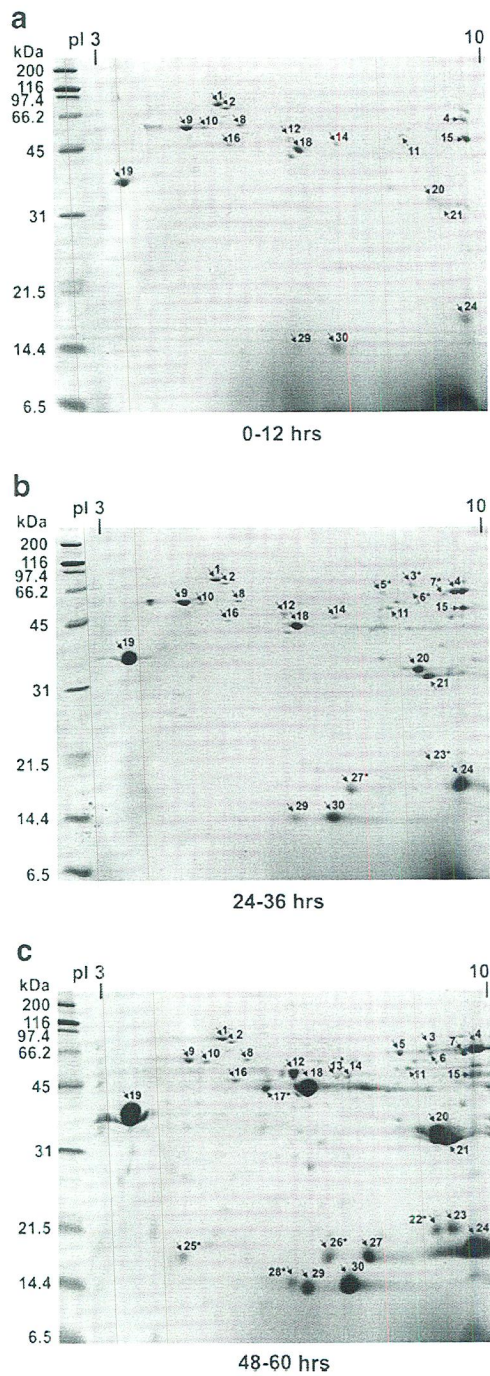 a
pI 3 10
kDa
200
116
97.4
66.2
45
31
21.5
14.4
6.5
1 2
9 10 8
4
12
16 18 14 15
11
19
20
21
24
29 30
0-12 hrs
b
pI 3 10
kDa
200
116
97.4
66.2
45
31
21.5
14.4
6.5
1 2 3*
5* 7* 4
9 10 8 6*
12
16 18 14 11 15
19
20
21
23*
27* 24
29 30
24-36 hrs
c
pI 3 10
kDa
200
116
97.4
66.2
45
31
21.5
14.4
6.5
1 2 3 4
9 10 8 5 7
6
12
16 18 13* 14 11 15
17*
19
20
21
22* 23
25* 26* 27 24
28* 29 30
48-60 hrs